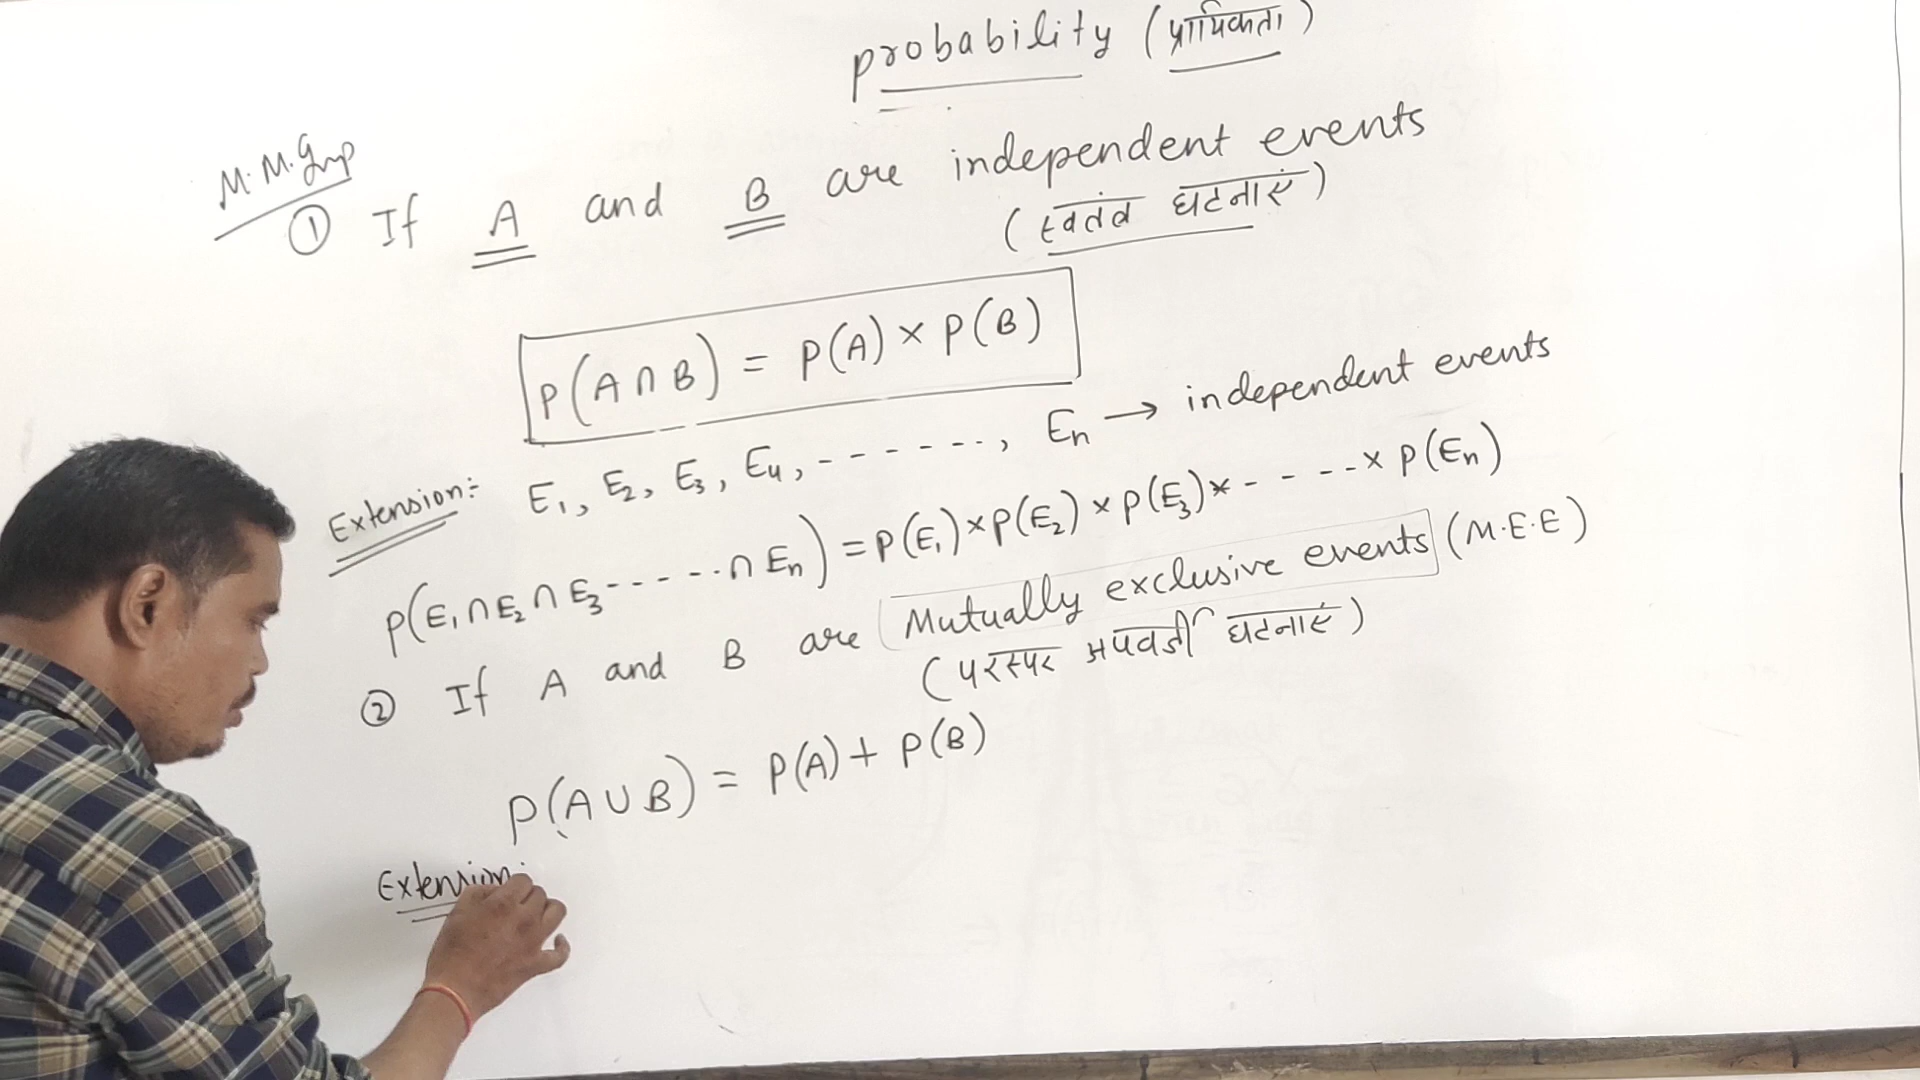 probability (प्रायिकता)
M.M.Grp
① If A and B are independent events
(स्वतंत्र घटनाएं)
P(A∩B) = P(A) × P(B)
Extension:- E₁, E₂, E₃, E₄, - - - - - - -, Eₙ → independent events
P(E₁∩E₂∩E₃- - - - - -∩Eₙ) = P(E₁)×P(E₂)×P(E₃)×- - - - -× P(Eₙ)
② If A and B are Mutually exclusive events (M.E.E)
(परस्पर अपवर्जी घटनाएं)
P(A∪B) = P(A) + P(B)
Extension: